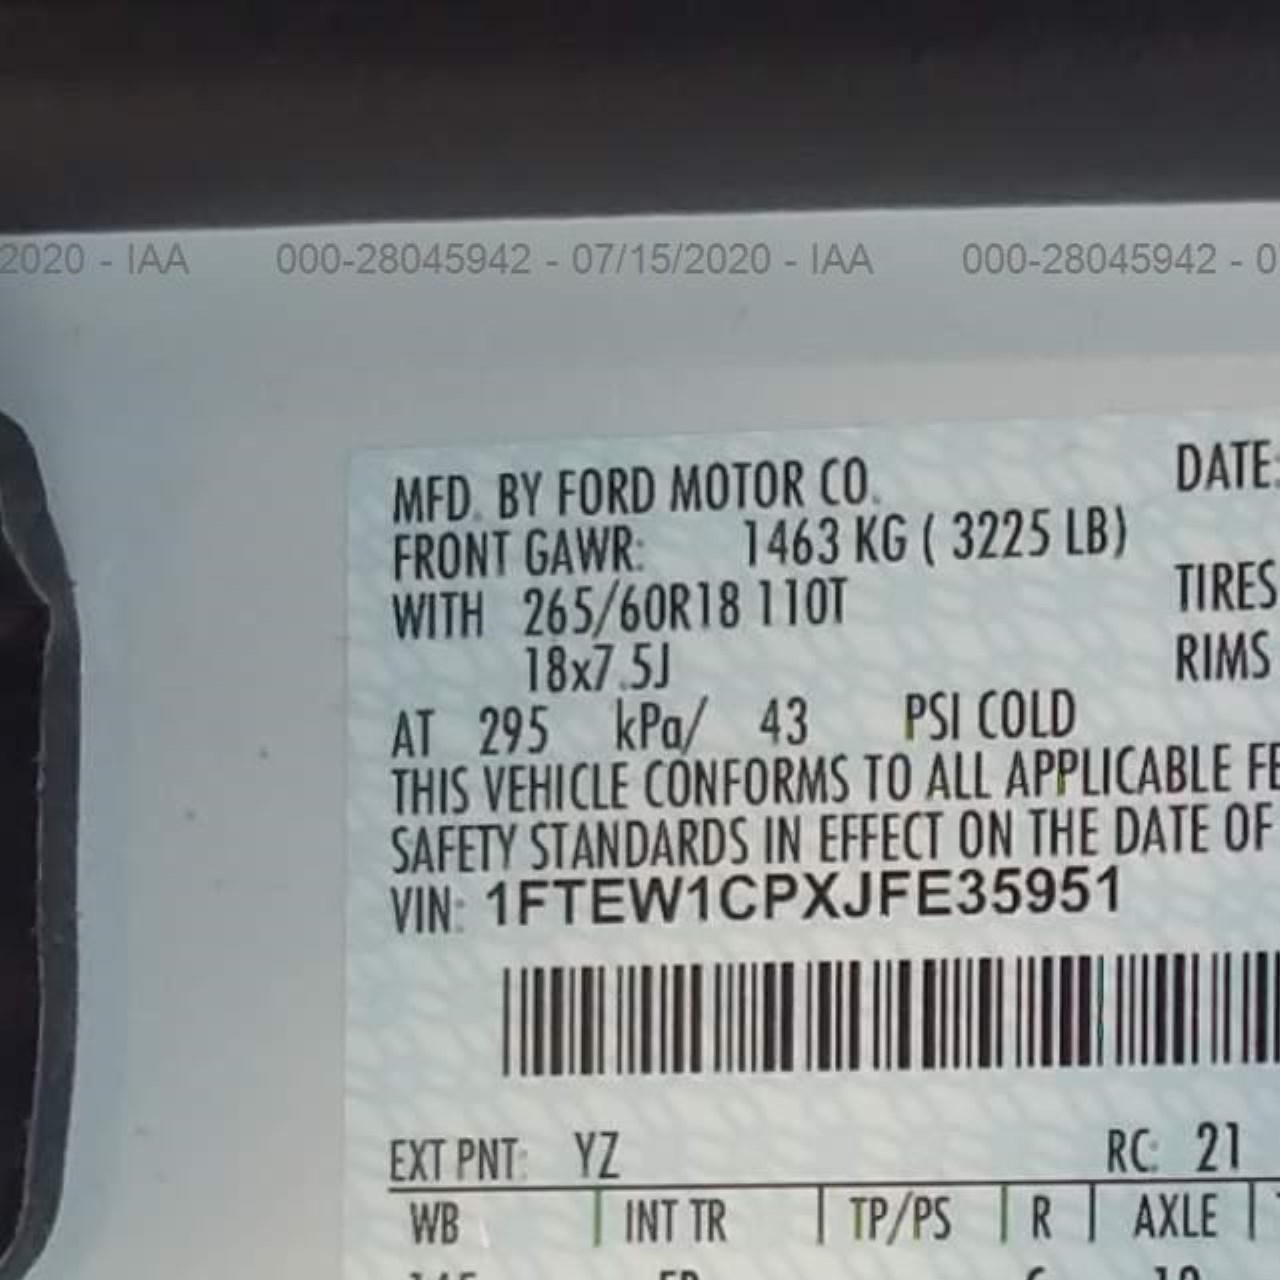 2020 - IAA 000-28045942 - 07/15/2020 - IAA 000-28045942 - 0
MFD. BY FORD MOTOR CO. DATE:
FRONT GAWR: 1463 KG ( 3225 LB)
WITH 265/60R18 110T TIRES
18x7.5J RIMS
AT 295 kPa/ 43 PSI COLD
THIS VEHICLE CONFORMS TO ALL APPLICABLE FE
SAFETY STANDARDS IN EFFECT ON THE DATE OF
VIN: 1FTEW1CPXJFE35951
EXT PNT: YZ RC: 21
WB INT TR TP/PS R AXLE